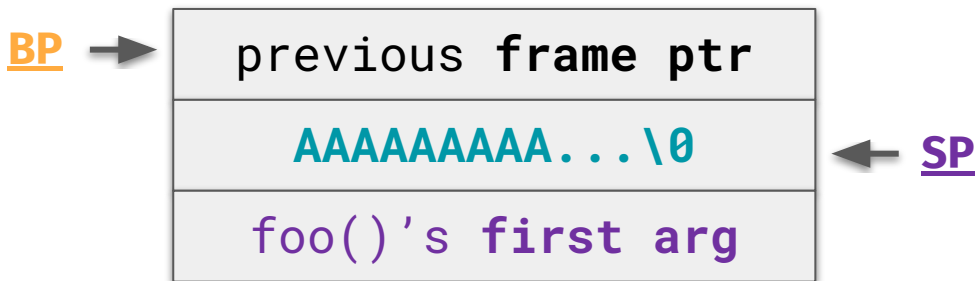 BP
previous frame ptr
AAAAAAAAA...\0
SP
foo()’s first arg